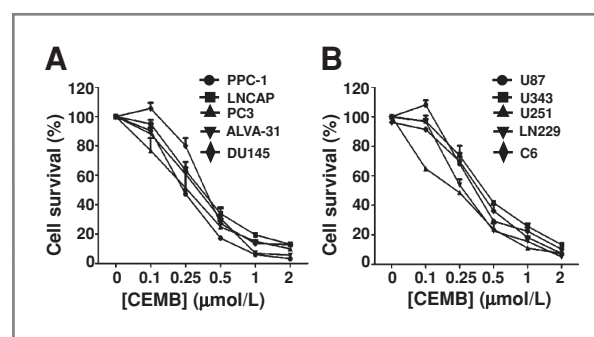 A
PPC-1
LNCAP
PC3
ALVA-31
DU145
Cell survival (%)
120
100
80
60
40
20
0
0 0.1 0.25 0.5 1 2
[CEMB] (μmol/L)
B
U87
U343
U251
LN229
C6
Cell survival (%)
120
100
80
60
40
20
0
0 0.1 0.25 0.5 1 2
[CEMB] (μmol/L)